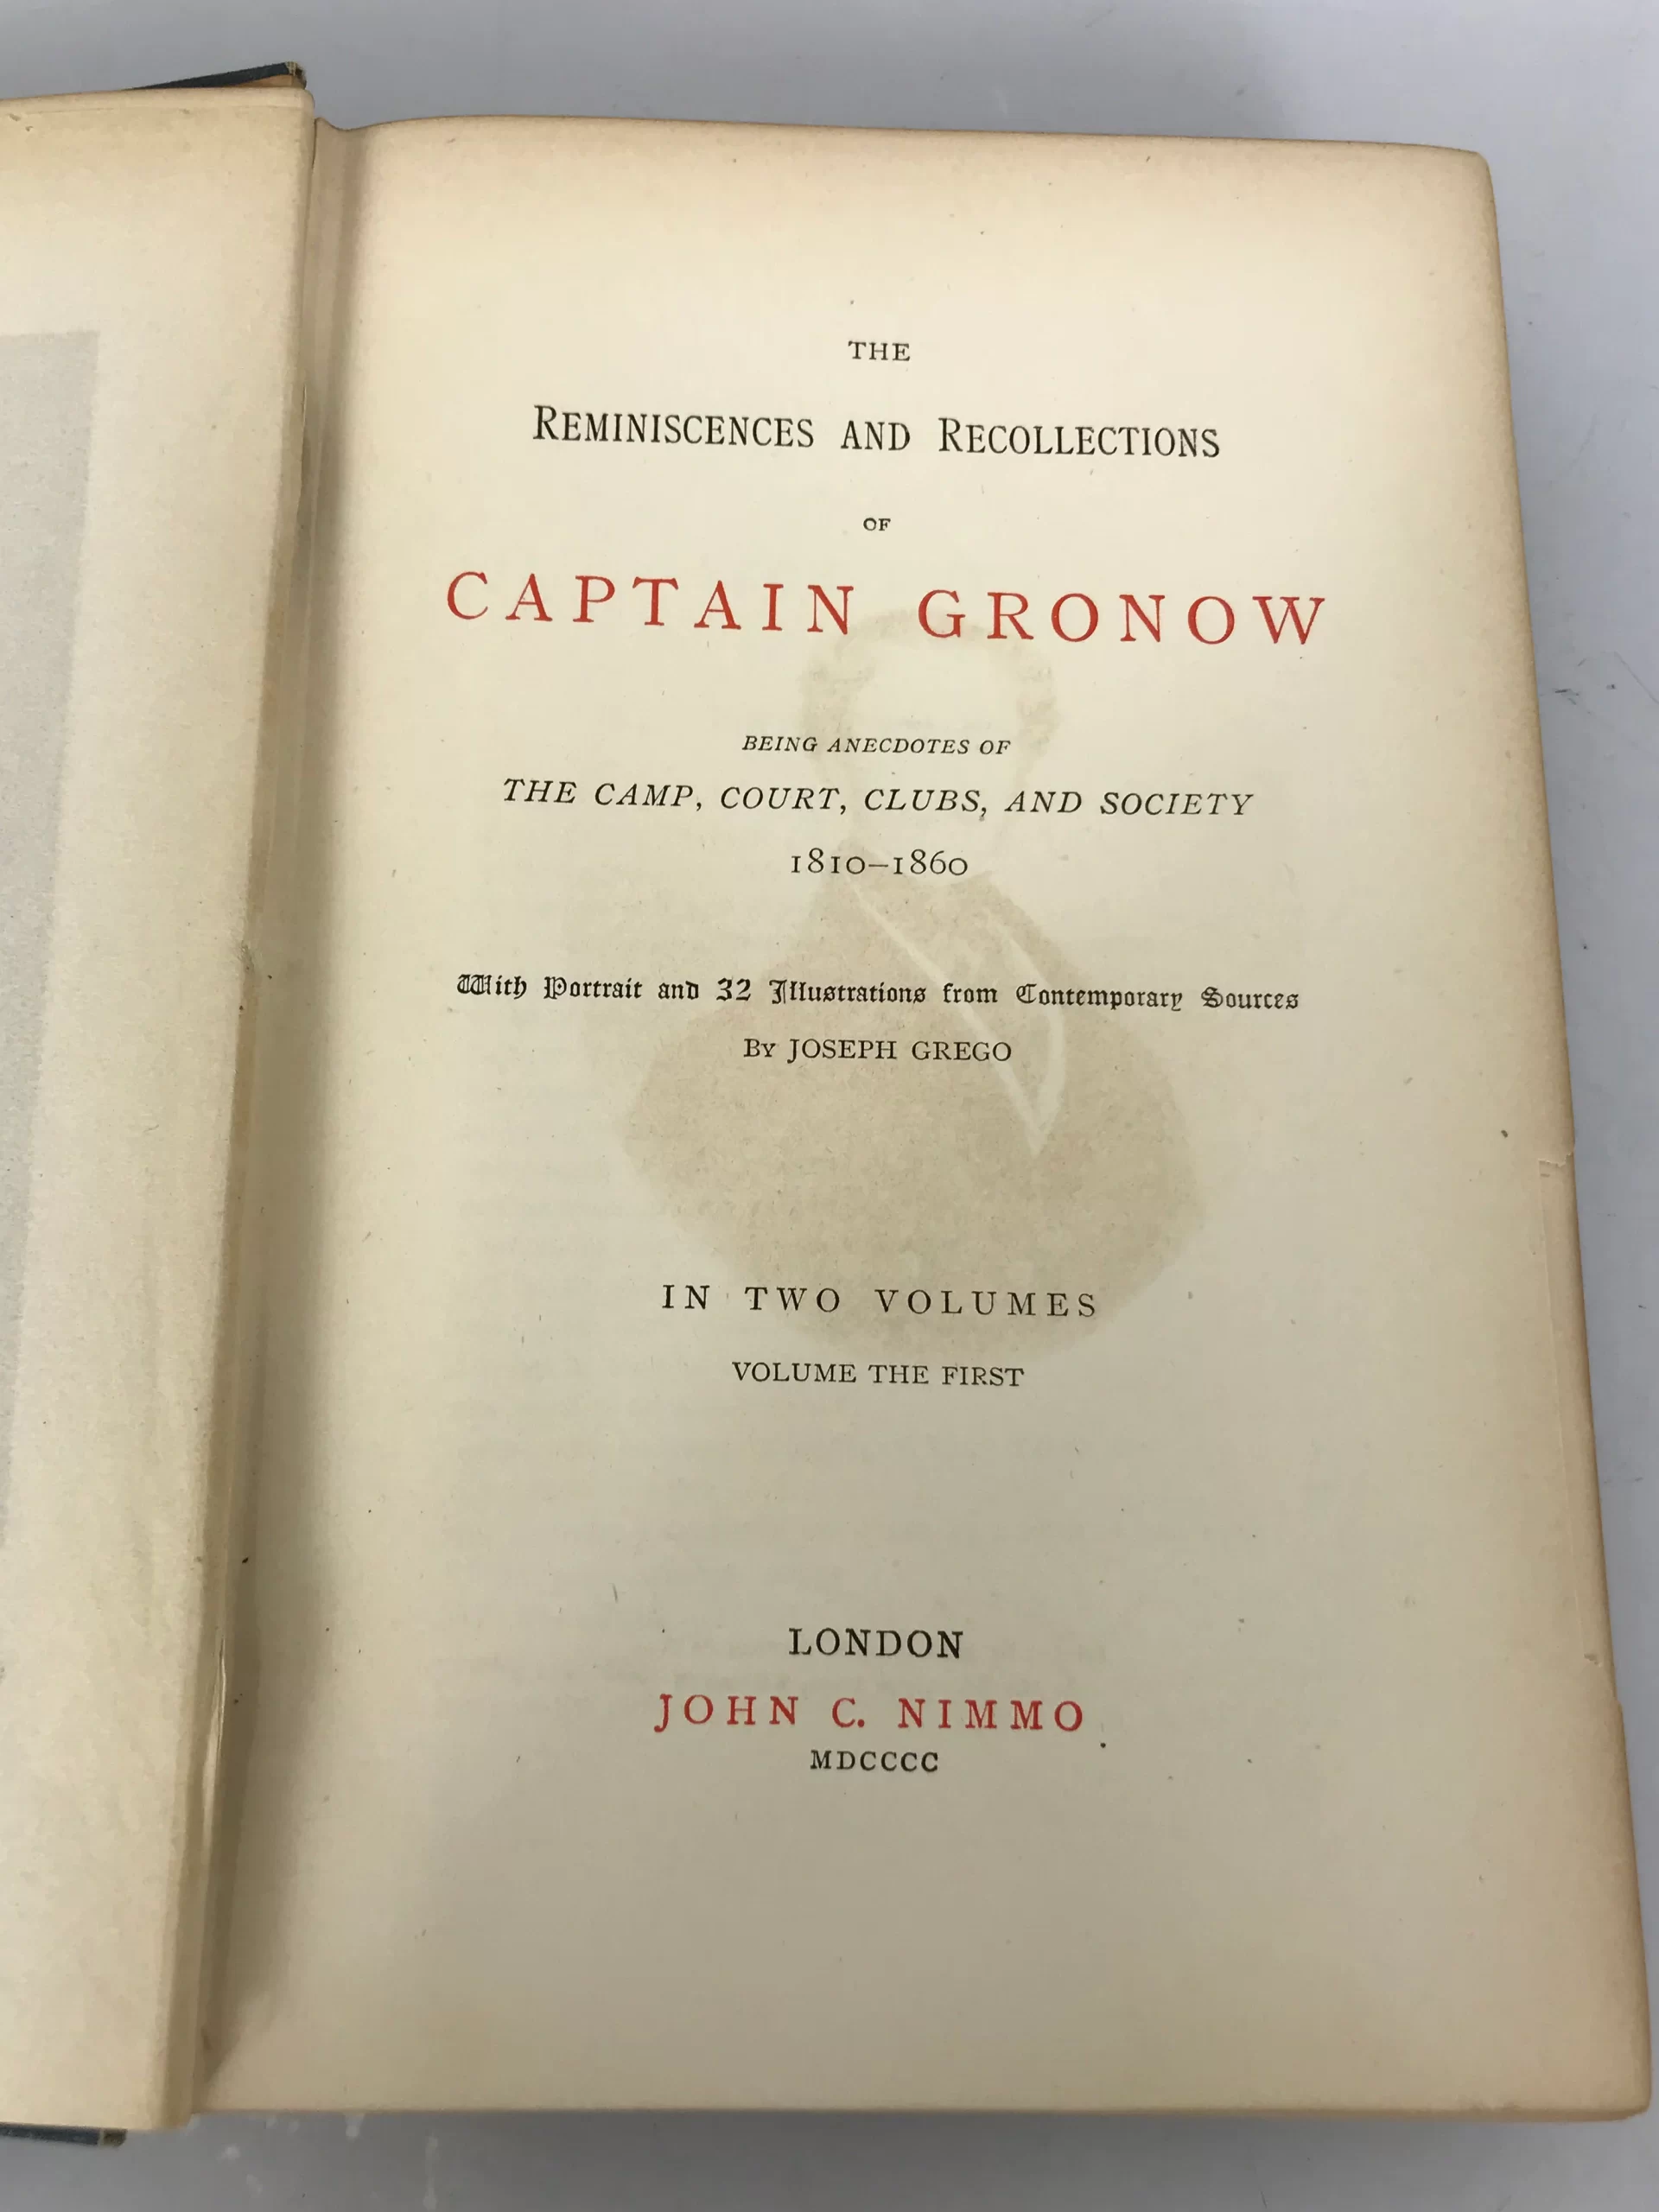 THE
REMINISCENCES AND RECOLLECTIONS
OF
CAPTAIN GRONOW
BEING ANECDOTES OF
THE CAMP, COURT, CLUBS, AND SOCIETY
1810–1860
With Portrait and 32 Illustrations from Contemporary Sources
BY JOSEPH GREGO
IN TWO VOLUMES
VOLUME THE FIRST
LONDON
JOHN C. NIMMO
MDCCCC